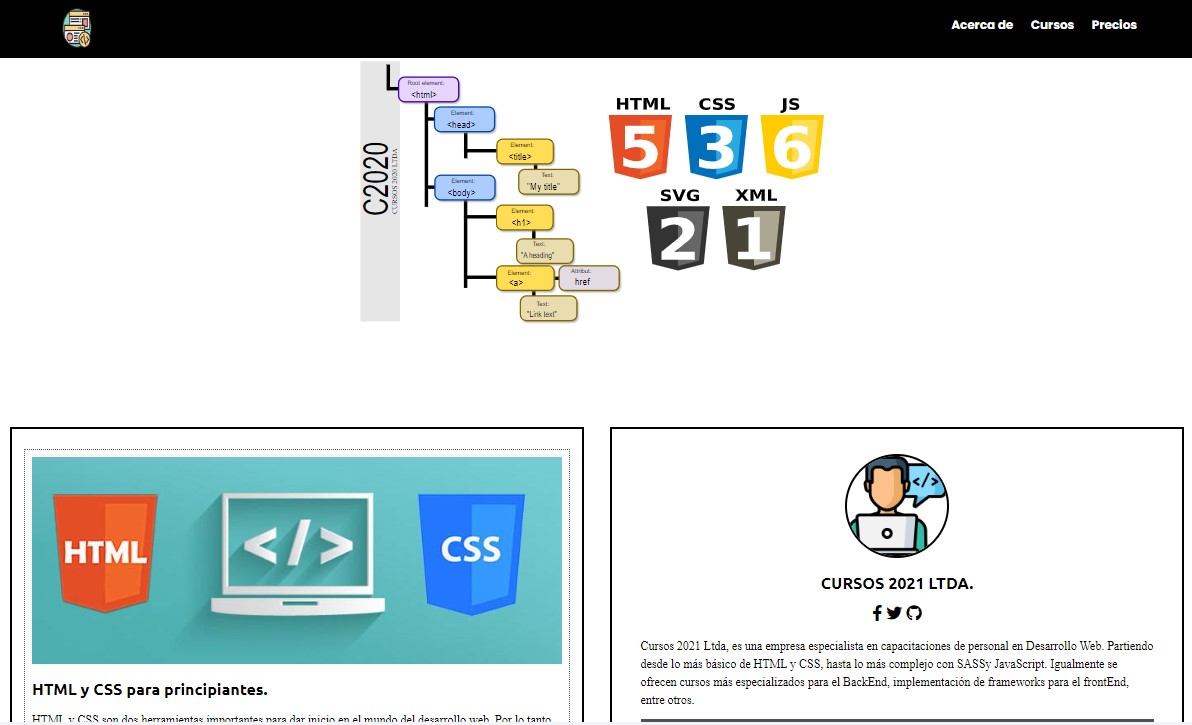 Acerca de Cursos Precios
C2020
CURSOS 2020 LTDA
Root element:
<html>
Element:
<head>
Element:
<title>
Text:
"My title"
Element:
<body>
Element:
<h1>
Text:
"A heading"
Element:
<a>
Attribut:
href
Text:
"Link text"
HTML CSS JS
5 3 6
SVG XML
2 1
HTML
</>
CSS
HTML y CSS para principiantes.
HTML y CSS son dos herramientas importantes para dar inicio en el mundo del desarrollo web. Por lo tanto
</>
CURSOS 2021 LTDA.
Cursos 2021 Ltda, es una empresa especialista en capacitaciones de personal en Desarrollo Web. Partiendo
desde lo más básico de HTML y CSS, hasta lo más complejo con SASSy JavaScript. Igualmente se
ofrecen cursos más especializados para el BackEnd, implementación de frameworks para el frontEnd,
entre otros.